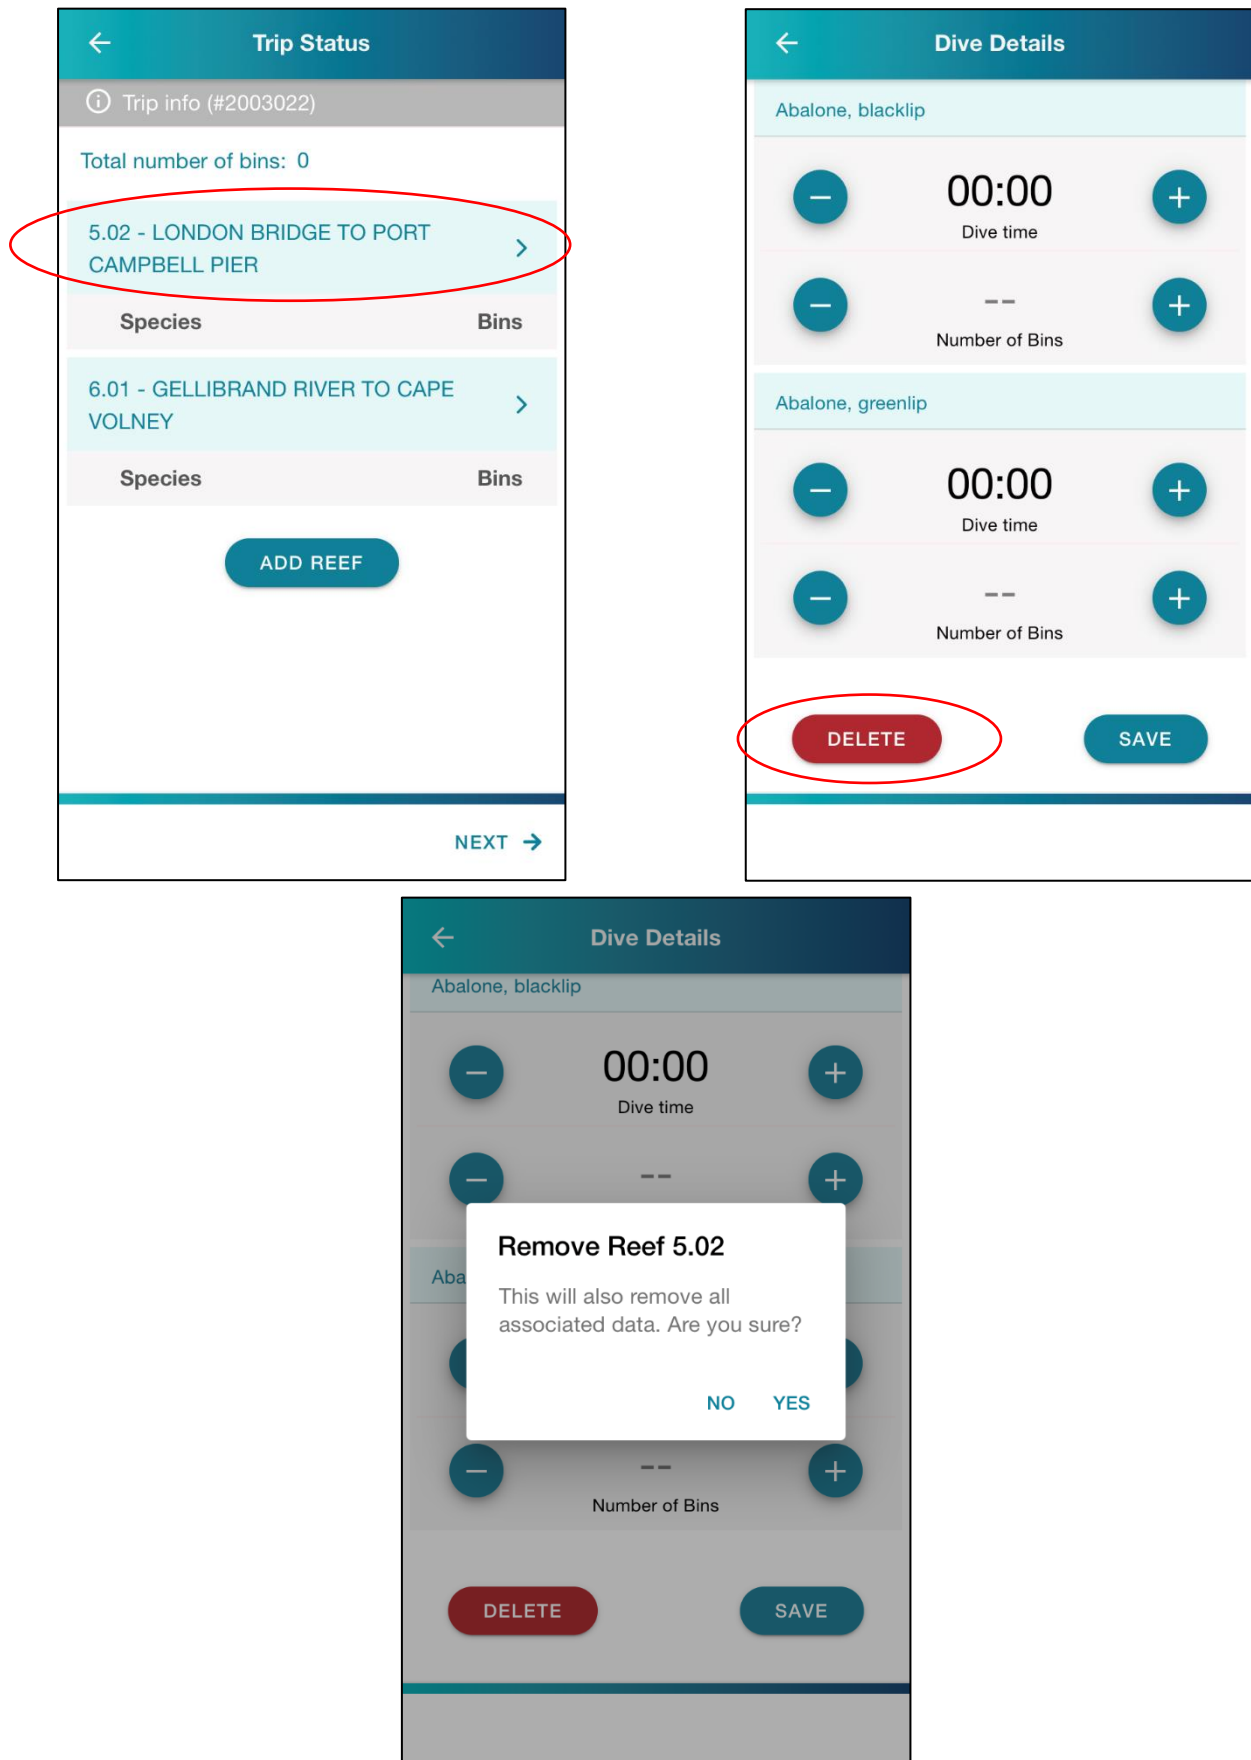 Trip Status
Trip info (#2003022)
Total number of bins: 0
5.02 - LONDON BRIDGE TO PORT
CAMPBELL PIER
Species Bins
6.01 - GELLIBRAND RIVER TO CAPE
VOLNEY
Species Bins
ADD REEF
NEXT
Dive Details
Abalone, blacklip
00:00
Dive time
--
Number of Bins
Abalone, greenlip
00:00
Dive time
--
Number of Bins
DELETE SAVE
Dive Details
Abalone, blacklip
00:00
Dive time
--
Aba
Remove Reef 5.02
This will also remove all
associated data. Are you sure?
NO YES
--
Number of Bins
DELETE SAVE